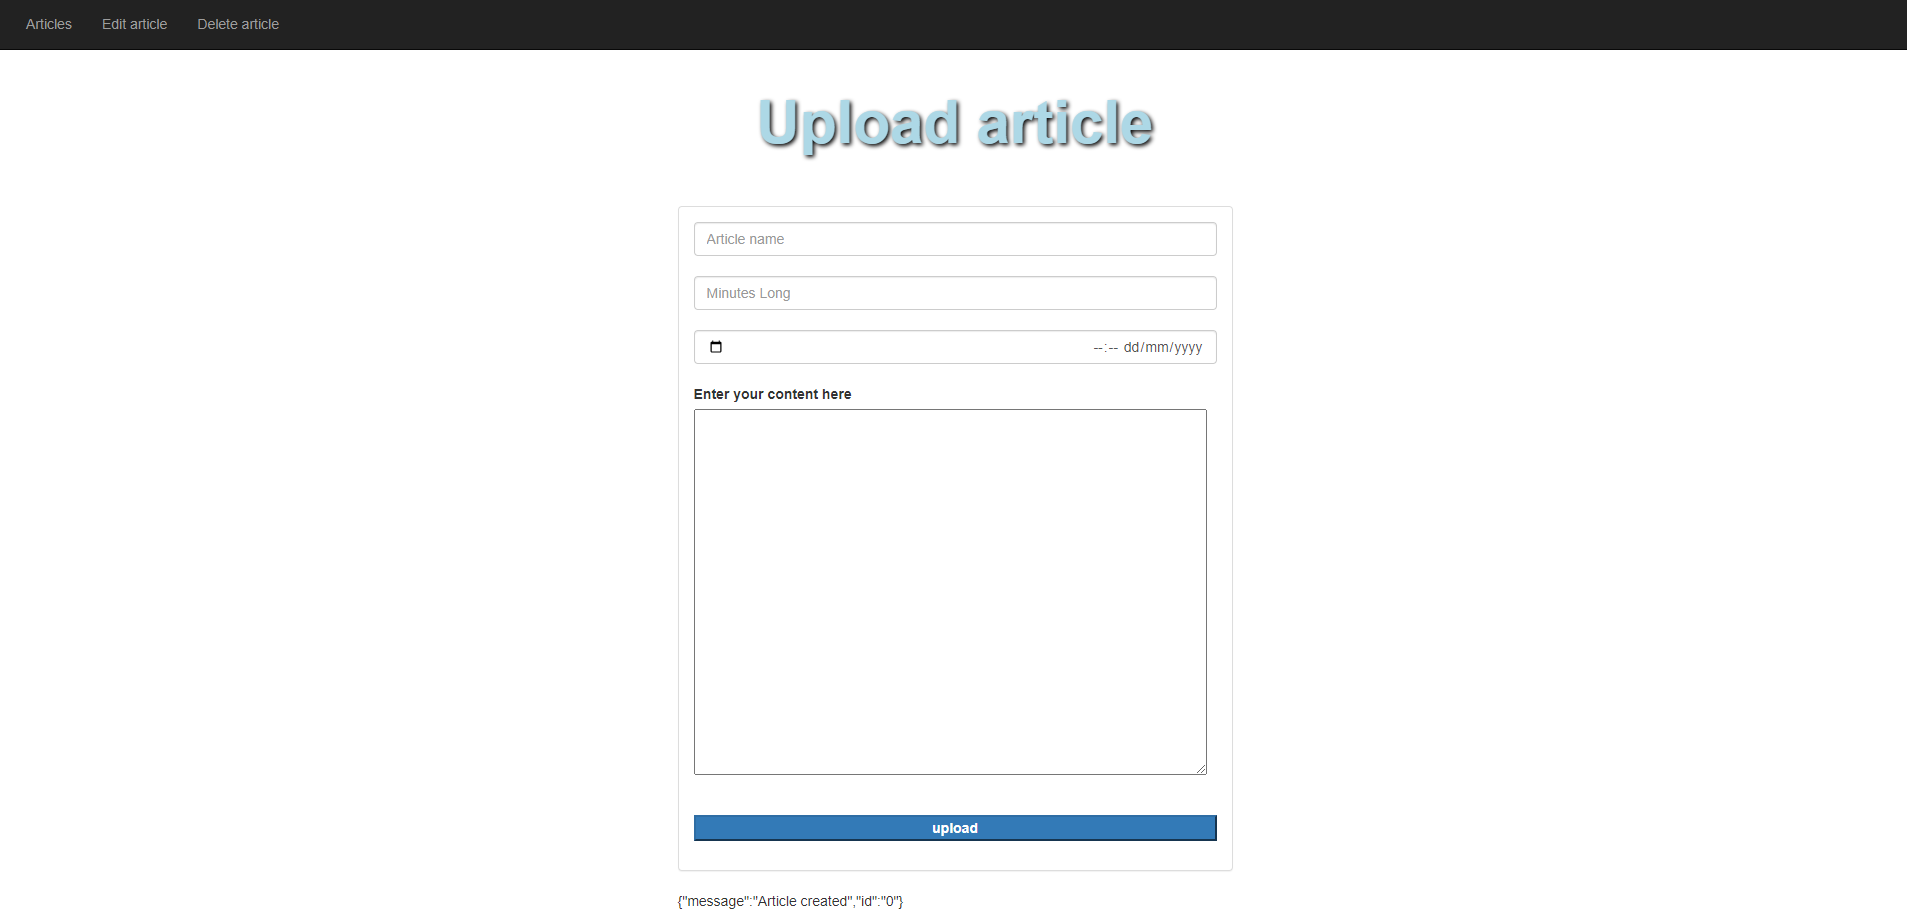 Articles Edit article Delete article
Upload article
Article name
Minutes Long
--:-- dd/mm/yyyy
Enter your content here
upload
{"message":"Article created","id":"0"}